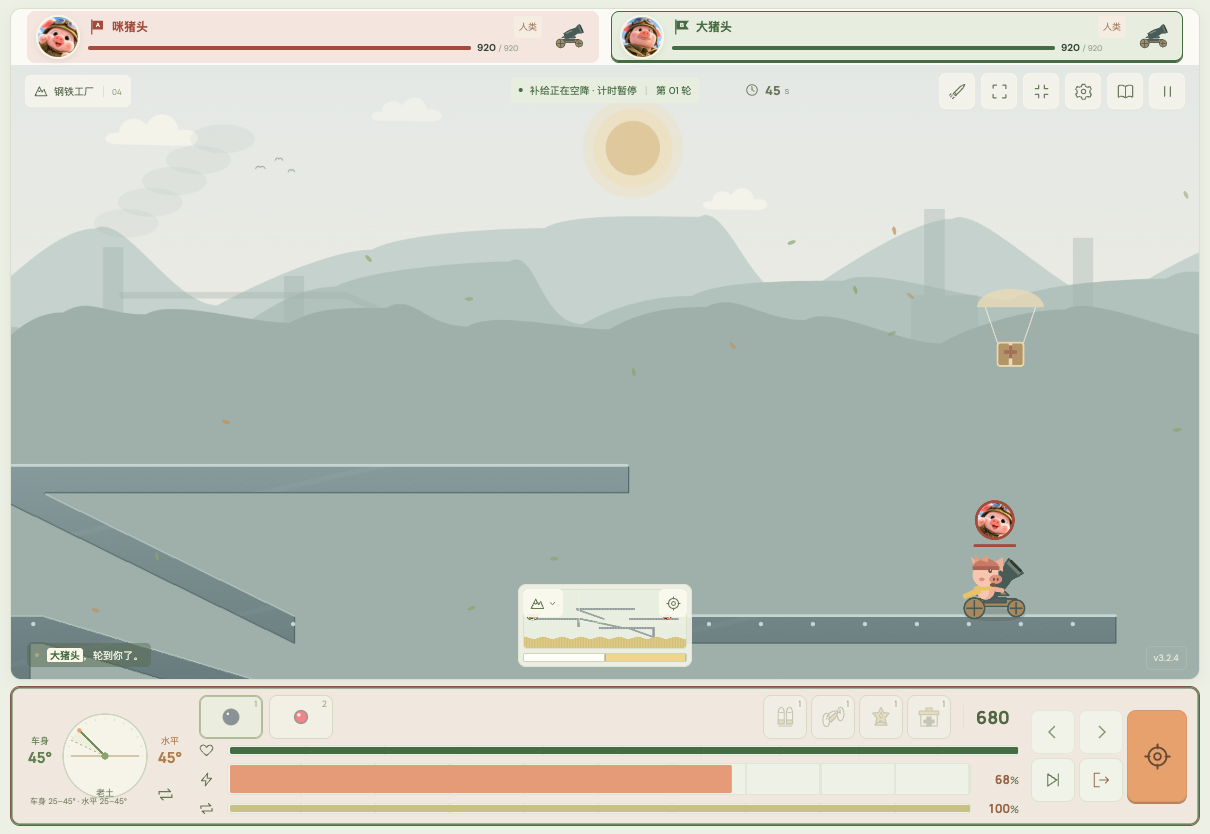 A 咪猪头 人类
920 / 920
B 大猪头 人类
920 / 920
钢铁工厂 04
补给正在空降 · 计时暂停 第 01 轮
45 s
大猪头，轮到你了。
v3.2.4
1
2
1
1
1
1
680
车身
45°
水平
45°
老土
车身 25–45° · 水平 25–45°
68%
100%